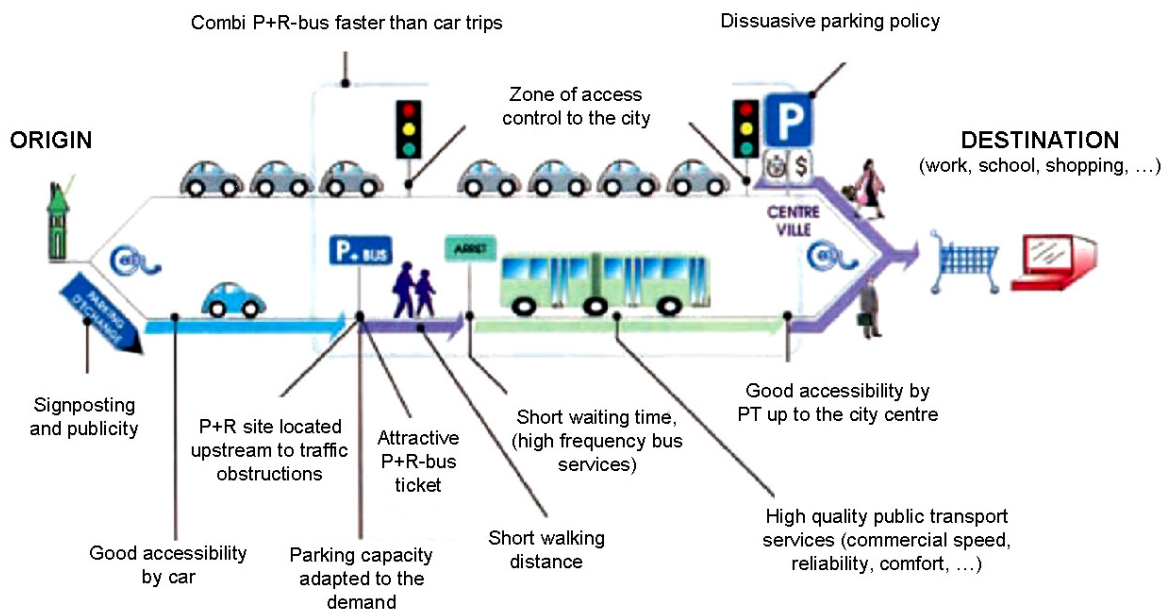 Combi P+R-bus faster than car trips
Dissuasive parking policy
Zone of access
control to the city
ORIGIN
DESTINATION
(work, school, shopping, …)
P
$
CENTRE
VILLE
P+ BUS
ARRET
PARKING
D'ECHANGE
Signposting
and publicity
P+R site located
upstream to traffic
obstructions
Attractive
P+R-bus
ticket
Short waiting time,
(high frequency bus
services)
Good accessibility by
PT up to the city centre
Good accessibility
by car
Parking capacity
adapted to the
demand
Short walking
distance
High quality public transport
services (commercial speed,
reliability, comfort, …)